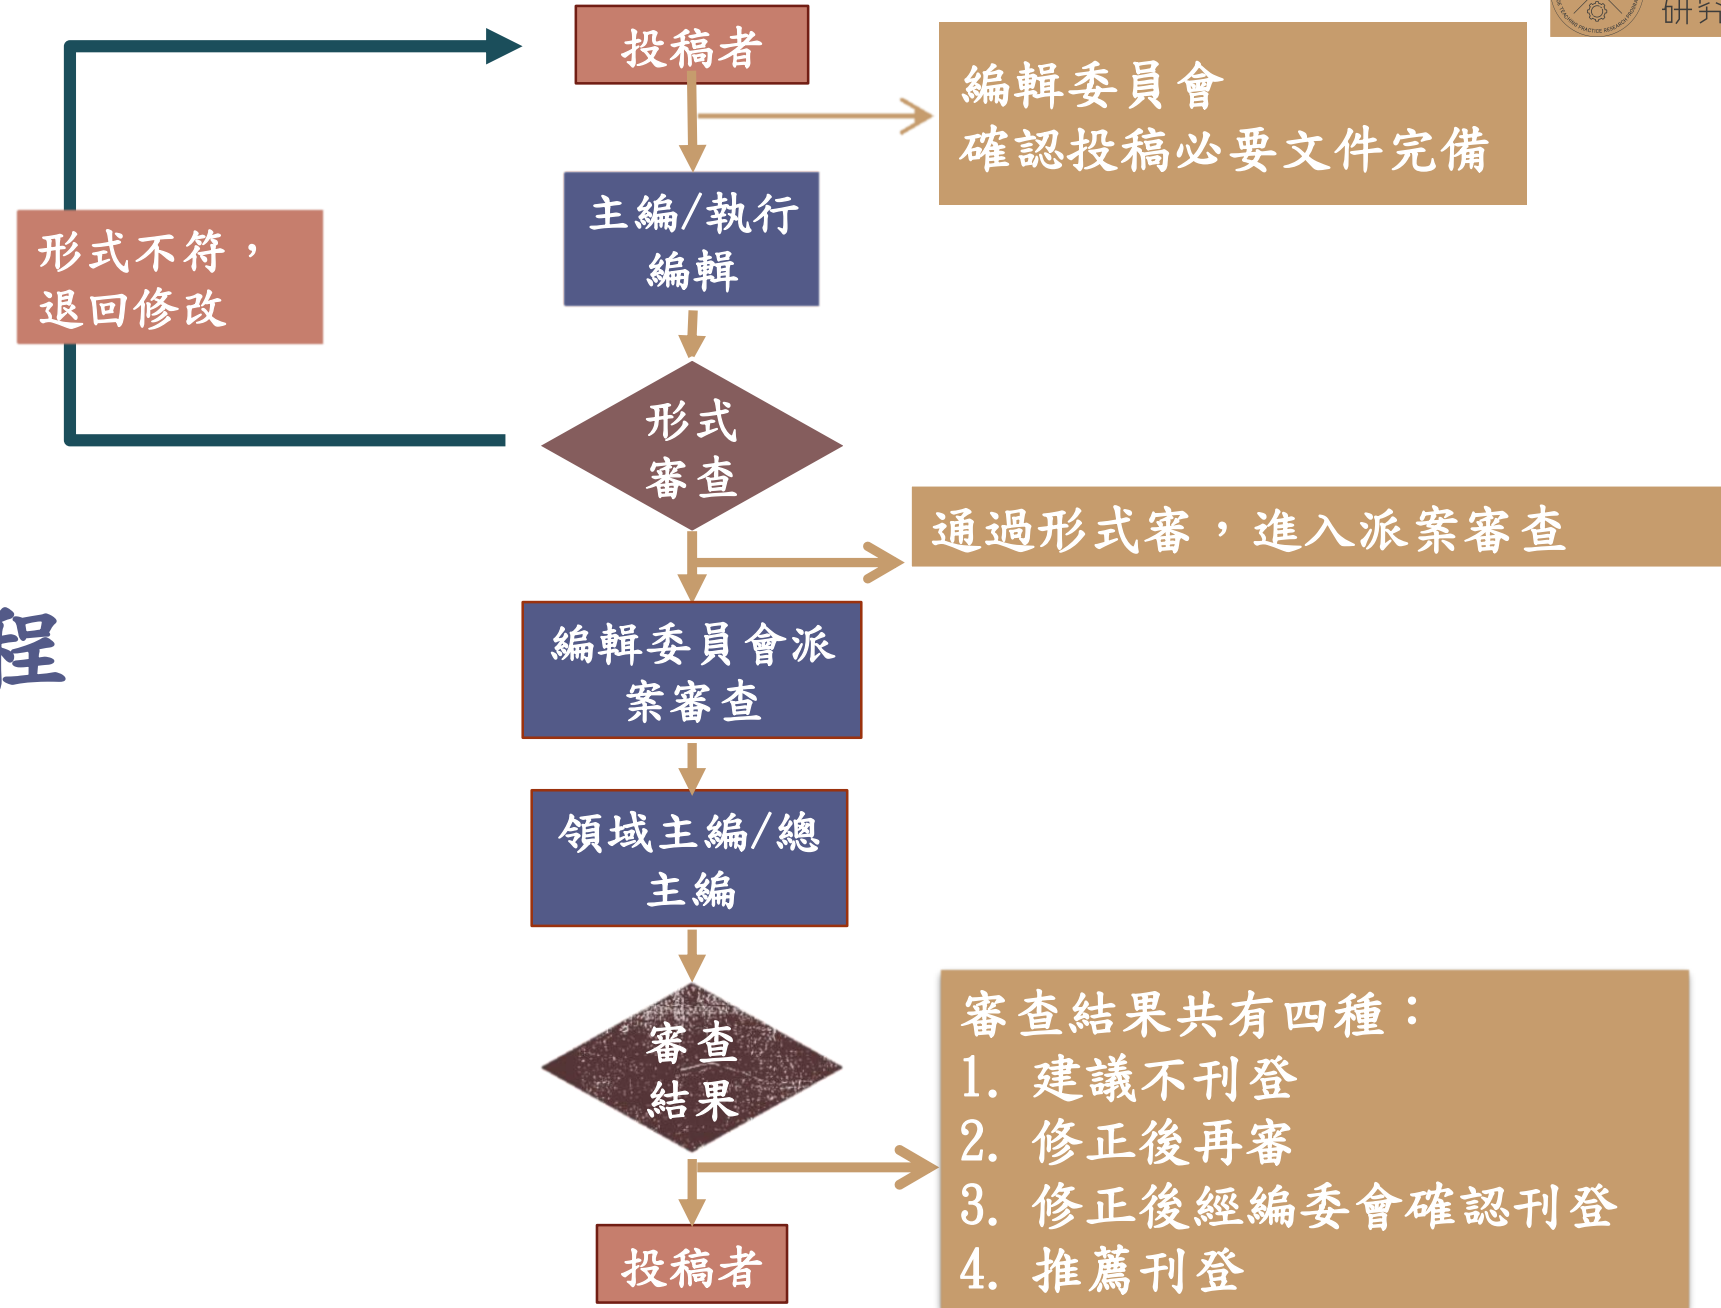 研究
投稿者
編輯委員會
確認投稿必要文件完備
主編/執行
編輯
形式不符，
退回修改
形式
審查
通過形式審，進入派案審查
程
編輯委員會派
案審查
領域主編/總
主編
審查
結果
審查結果共有四種：
1. 建議不刊登
2. 修正後再審
3. 修正後經編委會確認刊登
4. 推薦刊登
投稿者